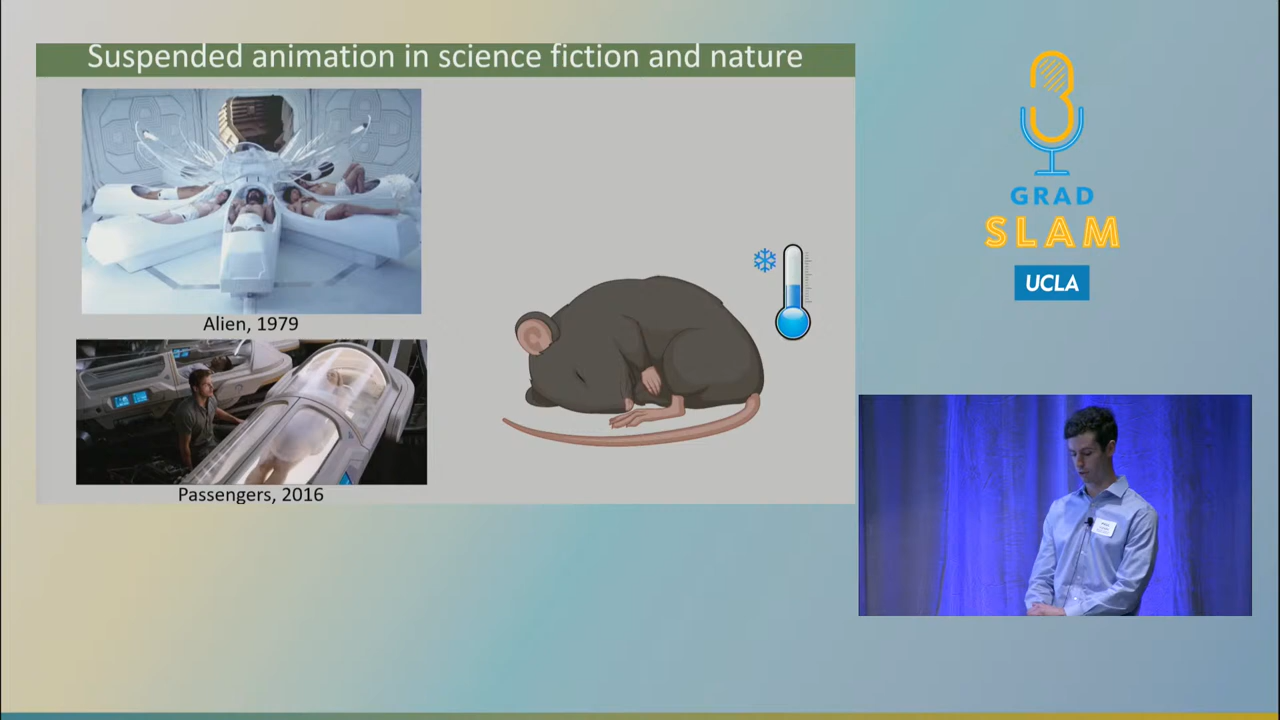 Suspended animation in science fiction and nature
Alien, 1979
Passengers, 2016
GRAD
SLAM
UCLA